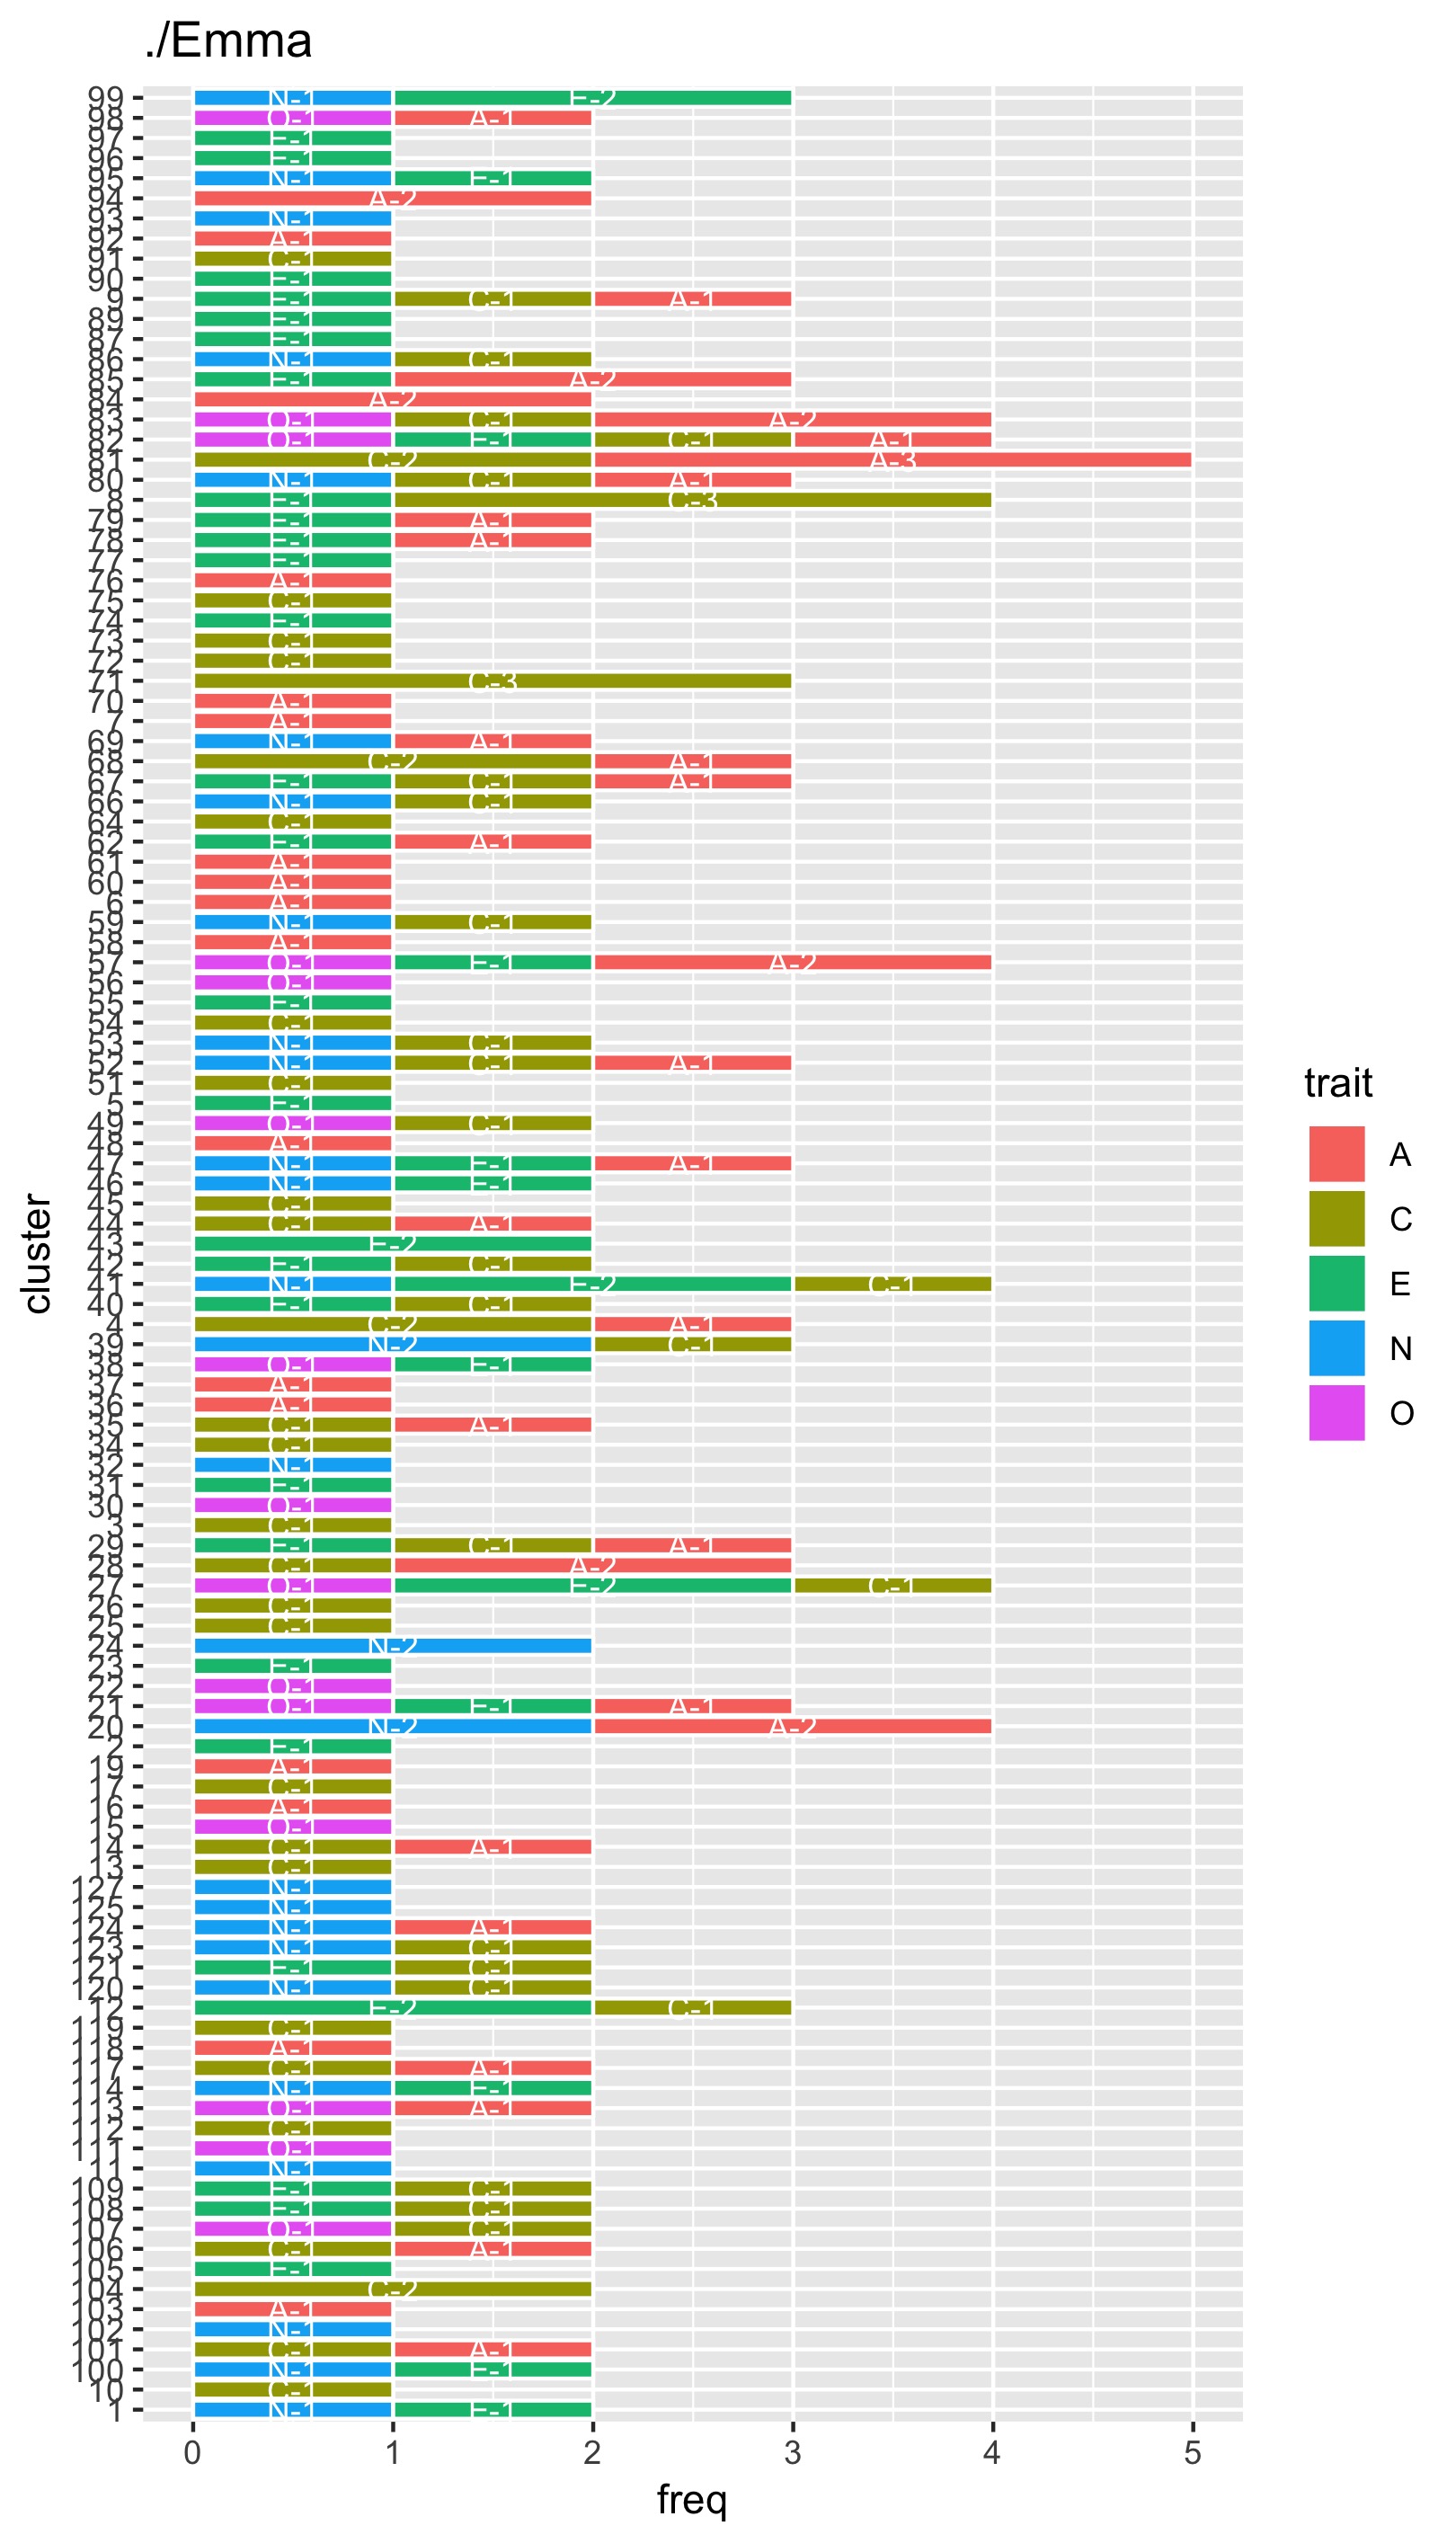 ./Emma
99 N-1 E-2
98 O-1 A-1
97 E-1
96 E-1
95 N-1 E-1
94 A-2
93 N-1
92 A-1
91 C-1
90 E-1
9 E-1 C-1 A-1
89 E-1
87 E-1
86 N-1 C-1
85 E-1 A-2
84 A-2
83 O-1 C-1 A-2
82 O-1 E-1 C-1 A-1
81 C-2 A-3
80 N-1 C-1 A-1
8 E-1 C-3
79 E-1 A-1
78 E-1 A-1
77 E-1
76 A-1
75 C-1
74 E-1
73 C-1
72 C-1
71 C-3
70 A-1
7 A-1
69 N-1 A-1
68 C-2 A-1
67 E-1 C-1 A-1
66 N-1 C-1
64 C-1
62 E-1 A-1
61 A-1
60 A-1
6 A-1
59 N-1 C-1
58 A-1
57 O-1 E-1 A-2
56 O-1
55 E-1
54 C-1
53 N-1 C-1
52 N-1 C-1 A-1
51 C-1
5 E-1
49 O-1 C-1
48 A-1
47 N-1 E-1 A-1
46 N-1 E-1
45 C-1
44 C-1 A-1
43 E-2
42 E-1 C-1
41 N-1 E-2 C-1
40 E-1 C-1
4 C-2 A-1
39 N-2 C-1
38 O-1 E-1
37 A-1
36 A-1
35 C-1 A-1
34 C-1
32 N-1
31 E-1
30 O-1
3 C-1
29 E-1 C-1 A-1
28 C-1 A-2
27 O-1 E-2 C-1
26 C-1
25 C-1
24 N-2
23 E-1
22 O-1
21 O-1 E-1 A-1
20 N-2 A-2
2 E-1
19 A-1
17 C-1
16 A-1
15 O-1
14 C-1 A-1
13 C-1
127 N-1
125 N-1
124 N-1 A-1
123 N-1 C-1
121 E-1 C-1
120 N-1 C-1
12 E-2 C-1
119 C-1
118 A-1
117 C-1 A-1
114 N-1 E-1
113 O-1 A-1
112 C-1
111 O-1
11 N-1
109 E-1 C-1
108 E-1 C-1
107 O-1 C-1
106 C-1 A-1
105 E-1
104 C-2
103 A-1
102 N-1
101 C-1 A-1
100 N-1 E-1
10 C-1
1 N-1 E-1
0 1 2 3 4 5
freq
cluster
trait
A
C
E
N
O